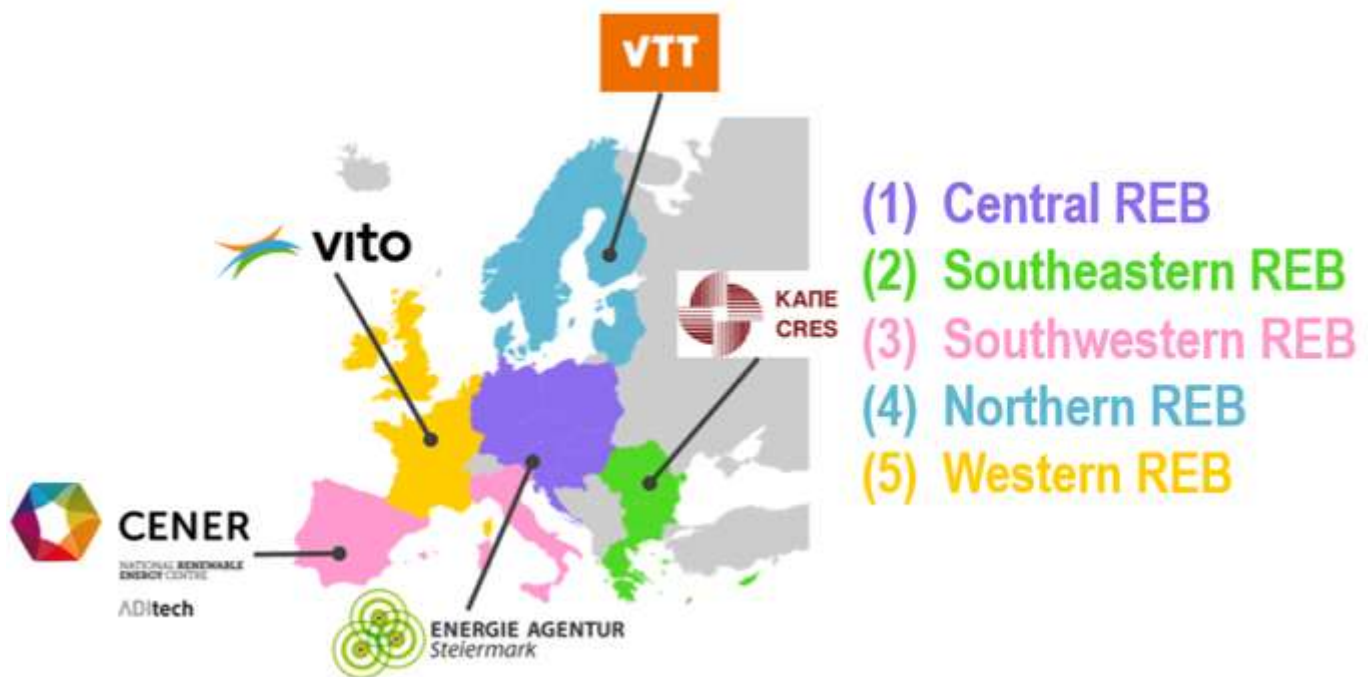 VTT
vito
ΚΑΠΕ
CRES
(1) Central REB
(2) Southeastern REB
(3) Southwestern REB
(4) Northern REB
(5) Western REB
CENER
NATIONAL RENEWABLE
ENERGY CENTRE
ADItech
ENERGIE AGENTUR
Steiermark